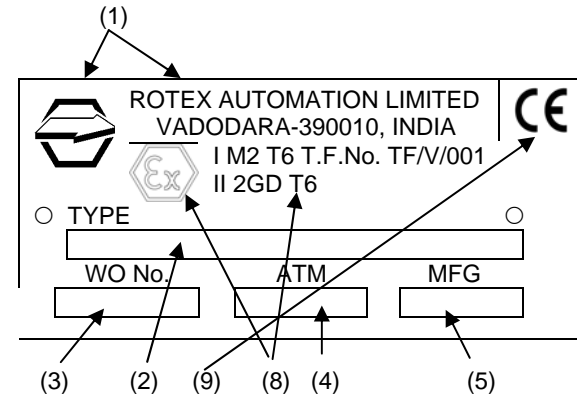 (1)
ROTEX AUTOMATION LIMITED
VADODARA-390010, INDIA
CE
Ex
I M2 T6 T.F.No. TF/V/001
II 2GD T6
TYPE
WO No.
ATM
MFG
(3)
(2)
(9)
(8)
(4)
(5)